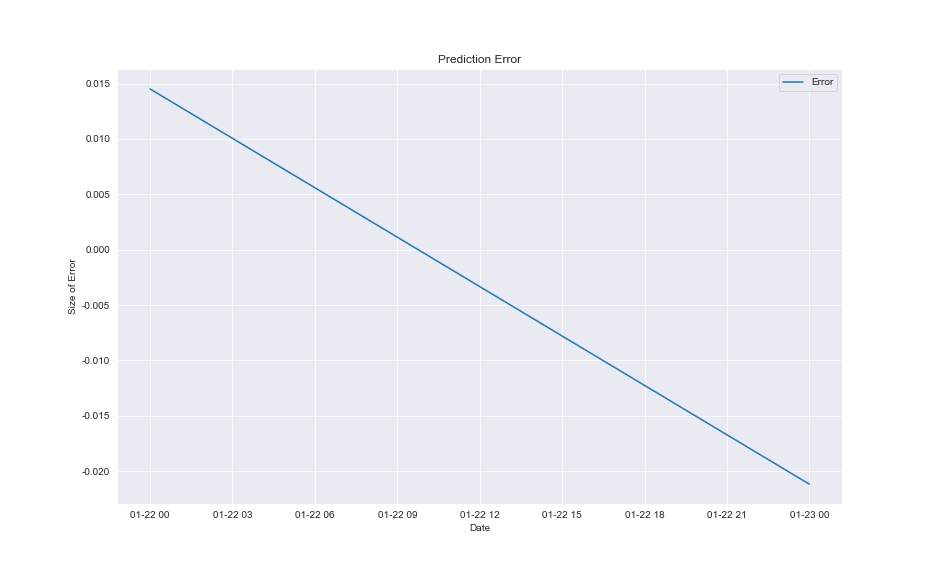 Prediction Error
Error
0.015
0.010
0.005
0.000
-0.005
-0.010
-0.015
-0.020
Size of Error
01-22 00 01-22 03 01-22 06 01-22 09 01-22 12 01-22 15 01-22 18 01-22 21 01-23 00
Date